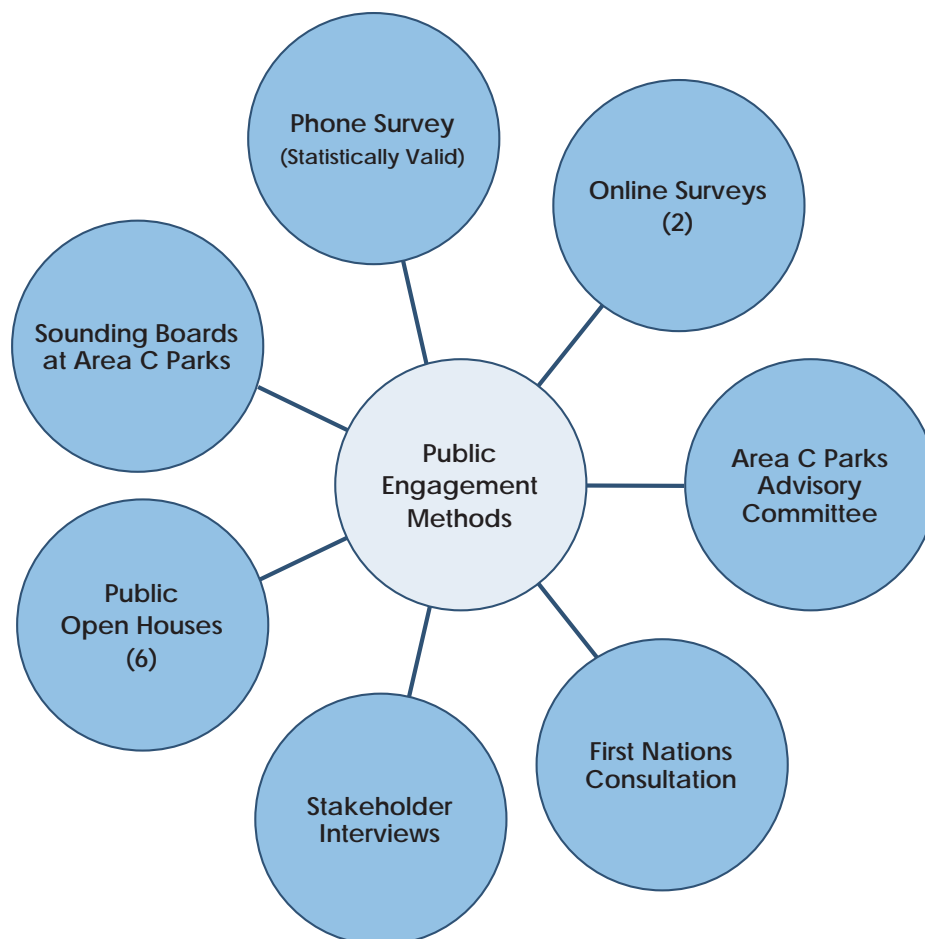 Phone Survey
(Statistically Valid)
Online Surveys
(2)
Sounding Boards
at Area C Parks
Public
Engagement
Methods
Area C Parks
Advisory
Committee
Public
Open Houses
(6)
First Nations
Consultation
Stakeholder
Interviews